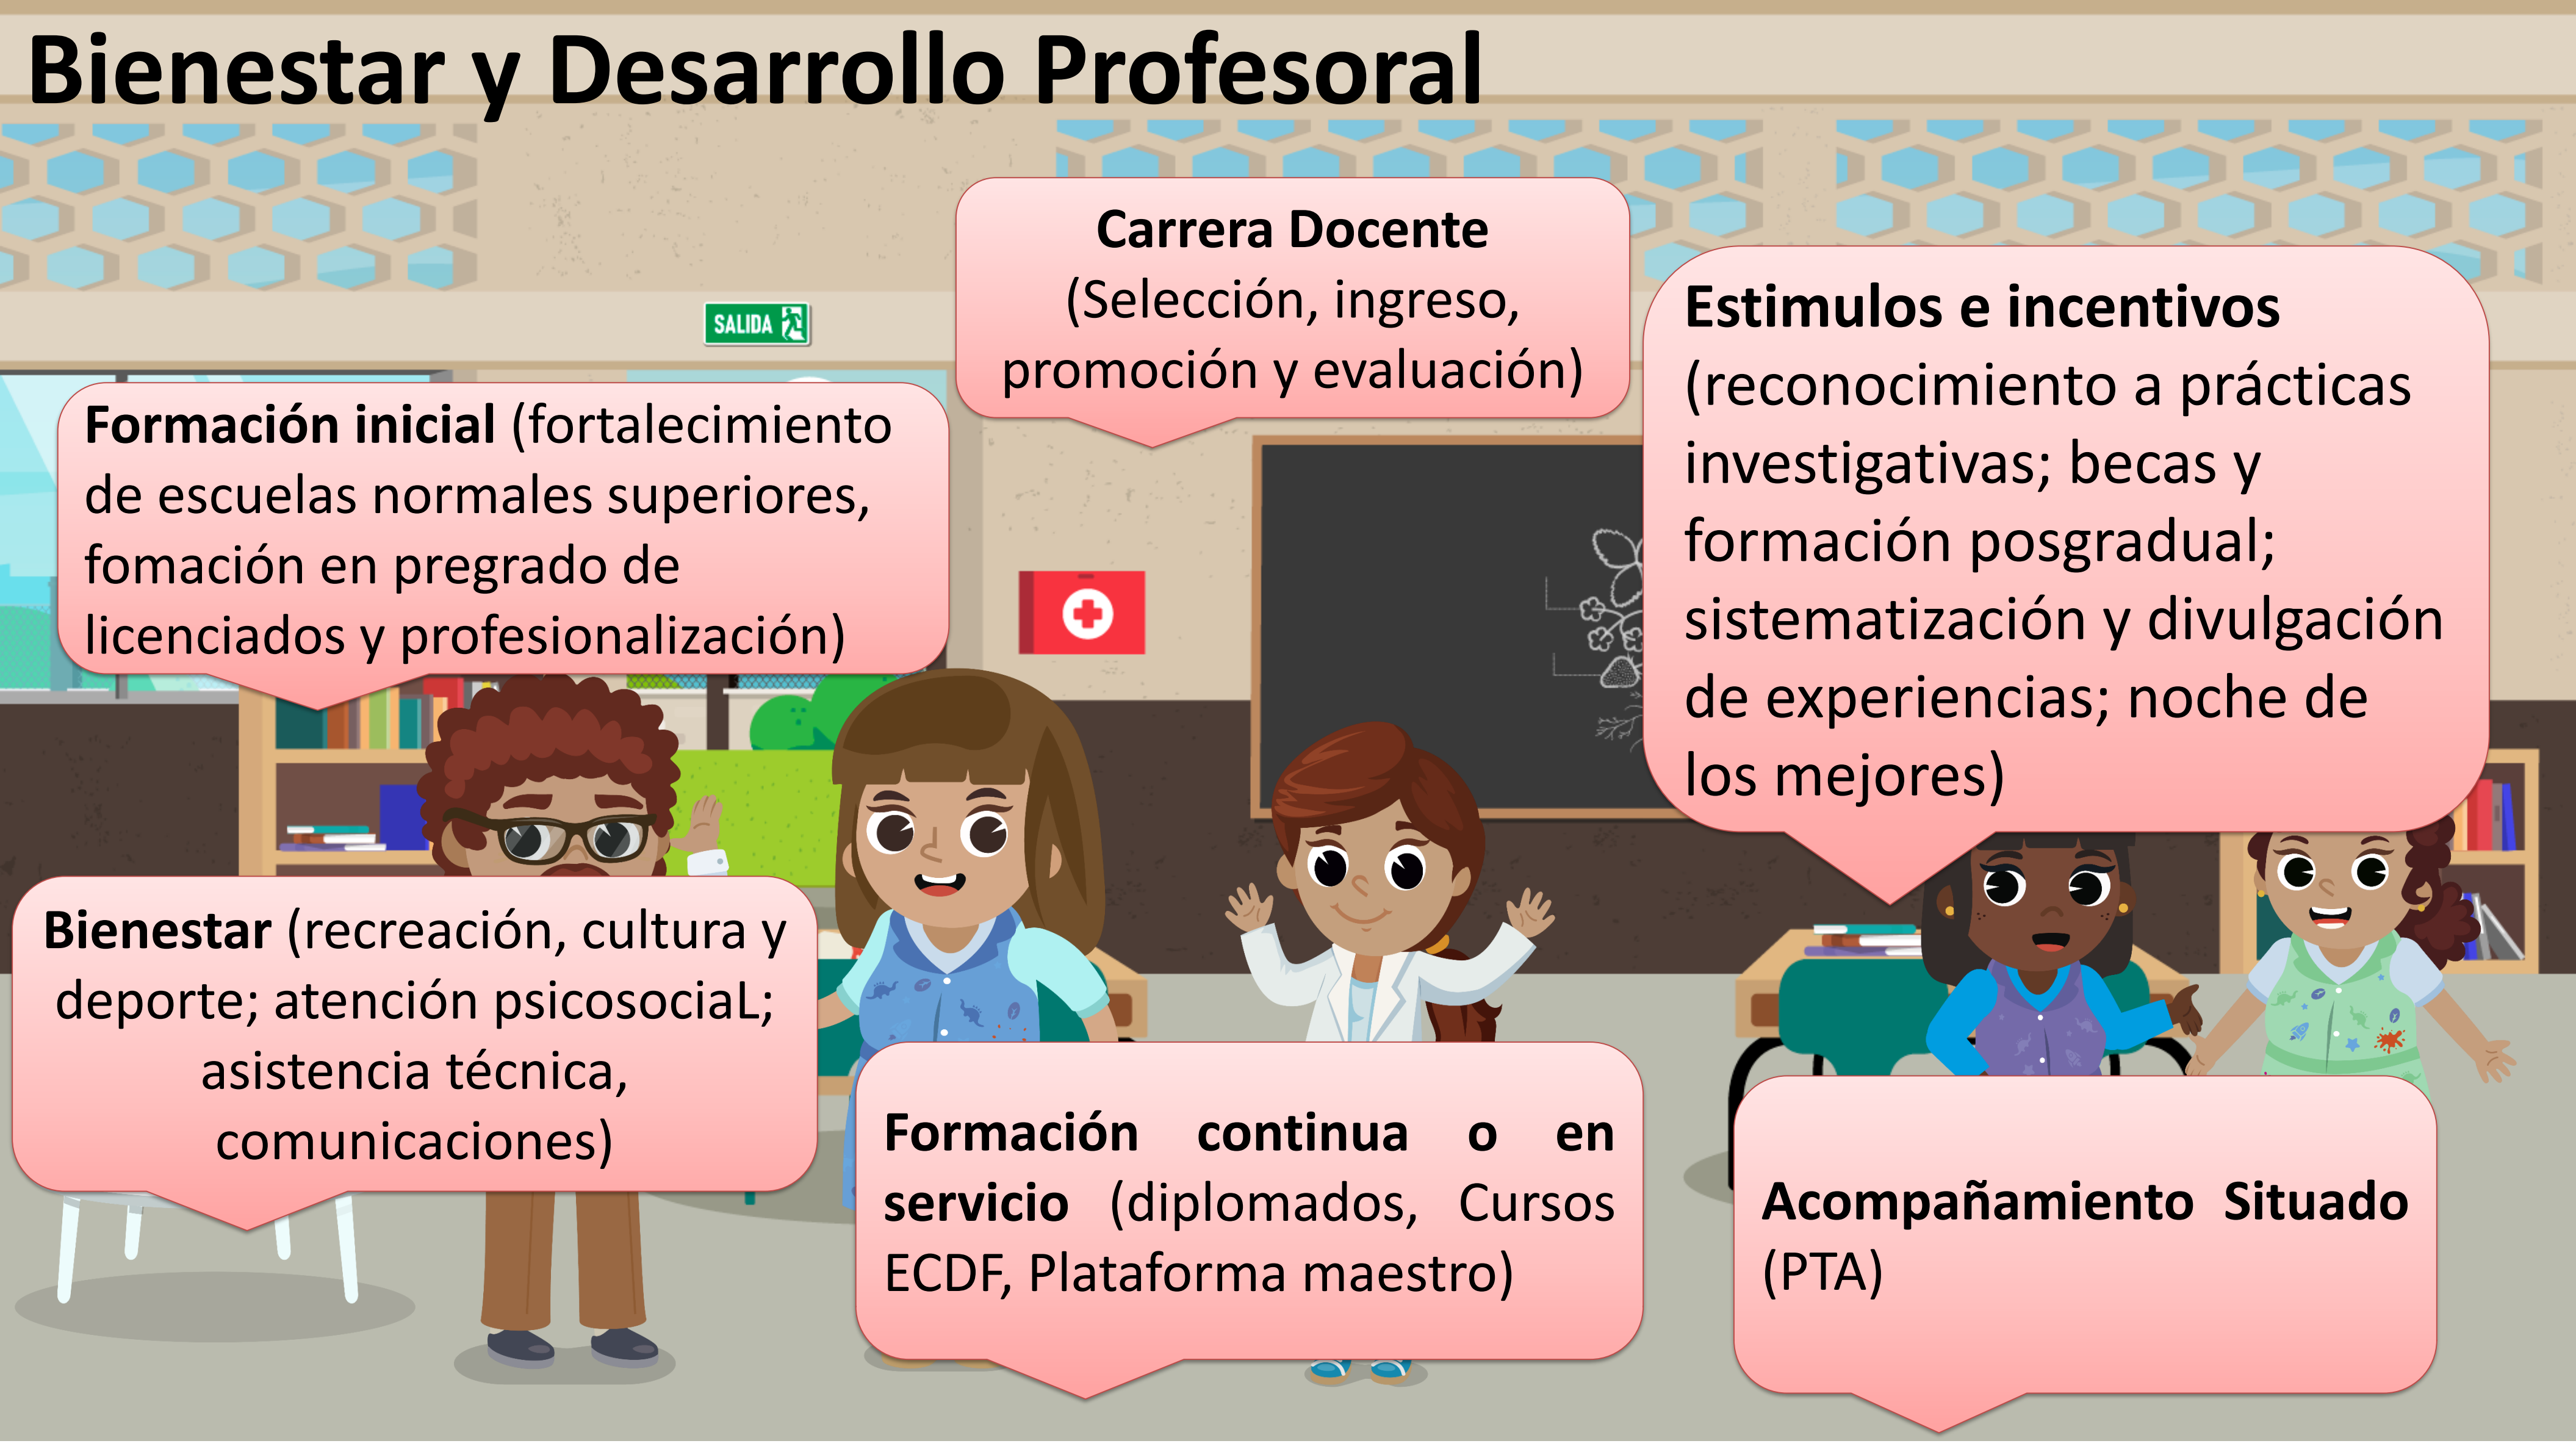 Bienestar y Desarrollo Profesoral
Carrera Docente
(Selección, ingreso,
promoción y evaluación)
Estimulos e incentivos
(reconocimiento a prácticas
investigativas; becas y
formación posgradual;
sistematización y divulgación
de experiencias; noche de
los mejores)
SALIDA
Formación inicial (fortalecimiento
de escuelas normales superiores,
fomación en pregrado de
licenciados y profesionalización)
Bienestar (recreación, cultura y
deporte; atención psicosociaL;
asistencia técnica,
comunicaciones)
Formación continua o en
servicio (diplomados, Cursos
ECDF, Plataforma maestro)
Acompañamiento Situado
(PTA)